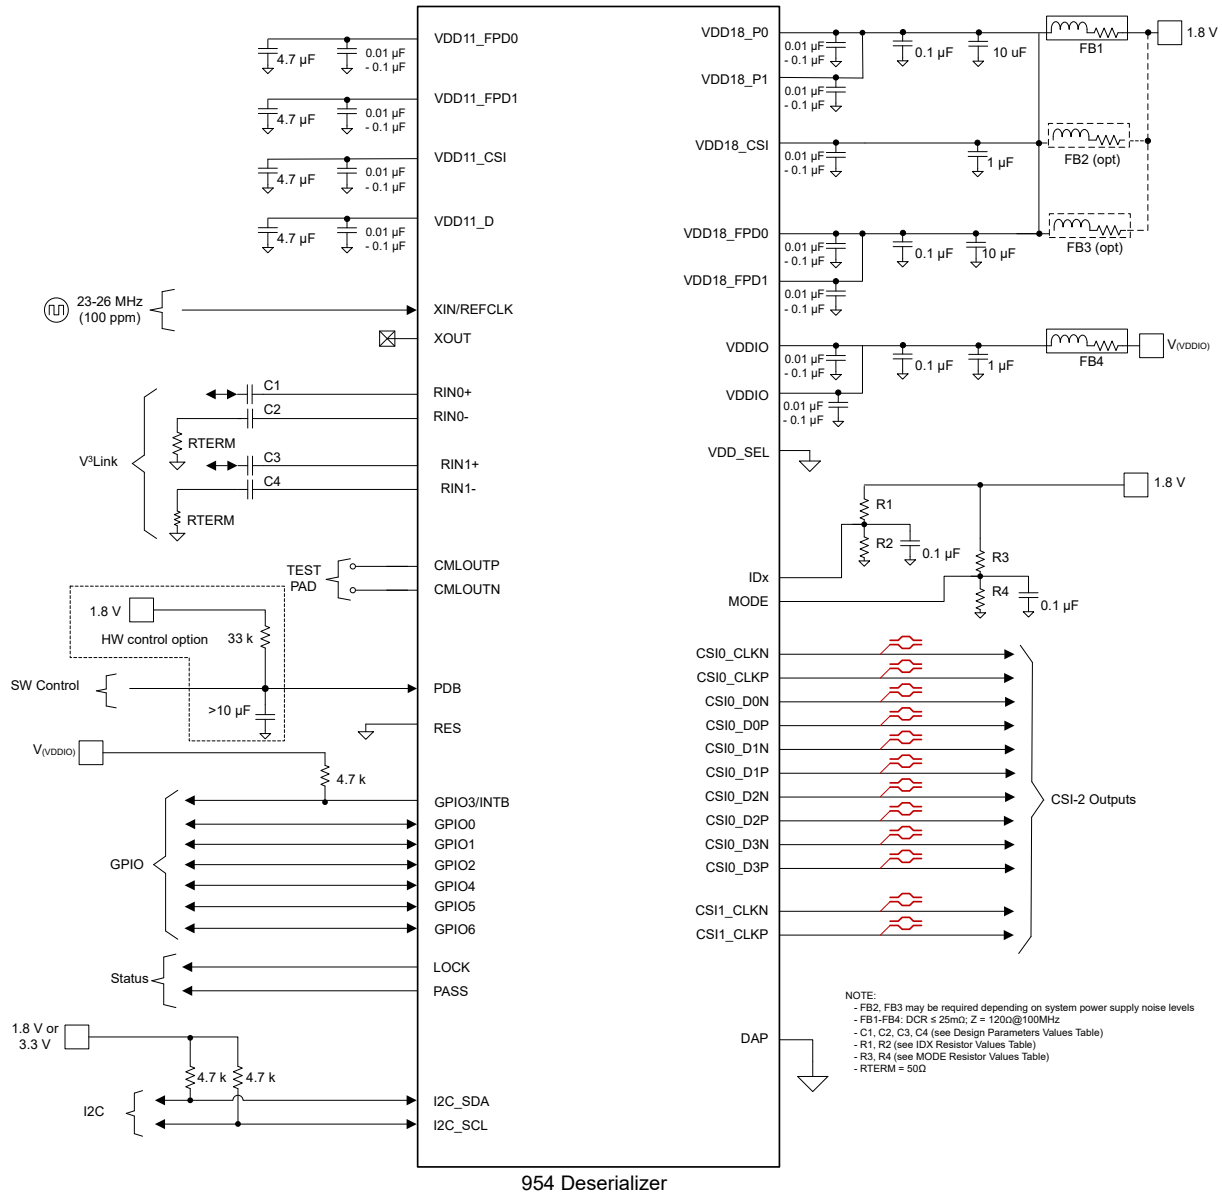 VDD11_FPD0
4.7 µF
0.01 µF
- 0.1 µF
VDD11_FPD1
4.7 µF
0.01 µF
- 0.1 µF
VDD11_CSI
4.7 µF
0.01 µF
- 0.1 µF
VDD11_D
4.7 µF
0.01 µF
- 0.1 µF
23-26 MHz
(100 ppm)
XIN/REFCLK
XOUT
V³Link
C1
RIN0+
C2
RIN0-
RTERM
C3
RIN1+
C4
RIN1-
RTERM
TEST
PAD
CMLOUTP
CMLOUTN
1.8 V
HW control option
33 k
SW Control
PDB
>10 µF
RES
V(VDDIO)
4.7 k
GPIO
GPIO3/INTB
GPIO0
GPIO1
GPIO2
GPIO4
GPIO5
GPIO6
Status
LOCK
PASS
1.8 V or
3.3 V
4.7 k
4.7 k
I2C
I2C_SDA
I2C_SCL
VDD18_P0
0.01 µF
- 0.1 µF
0.1 µF
10 uF
FB1
1.8 V
VDD18_P1
0.01 µF
- 0.1 µF
VDD18_CSI
0.01 µF
- 0.1 µF
1 µF
FB2 (opt)
VDD18_FPD0
0.01 µF
- 0.1 µF
0.1 µF
10 µF
FB3 (opt)
VDD18_FPD1
0.01 µF
- 0.1 µF
VDDIO
0.01 µF
- 0.1 µF
0.1 µF
1 µF
FB4
V(VDDIO)
VDDIO
0.01 µF
- 0.1 µF
VDD_SEL
1.8 V
R1
R2
0.1 µF
R3
R4
0.1 µF
IDx
MODE
CSI0_CLKN
CSI0_CLKP
CSI0_D0N
CSI0_D0P
CSI0_D1N
CSI0_D1P
CSI0_D2N
CSI0_D2P
CSI0_D3N
CSI0_D3P
CSI1_CLKN
CSI1_CLKP
CSI-2 Outputs
DAP
NOTE:
- FB2, FB3 may be required depending on system power supply noise levels
- FB1-FB4: DCR ≤ 25mΩ; Z = 120Ω@100MHz
- C1, C2, C3, C4 (see Design Parameters Values Table)
- R1, R2 (see IDX Resistor Values Table)
- R3, R4 (see MODE Resistor Values Table)
- RTERM = 50Ω
954 Deserializer